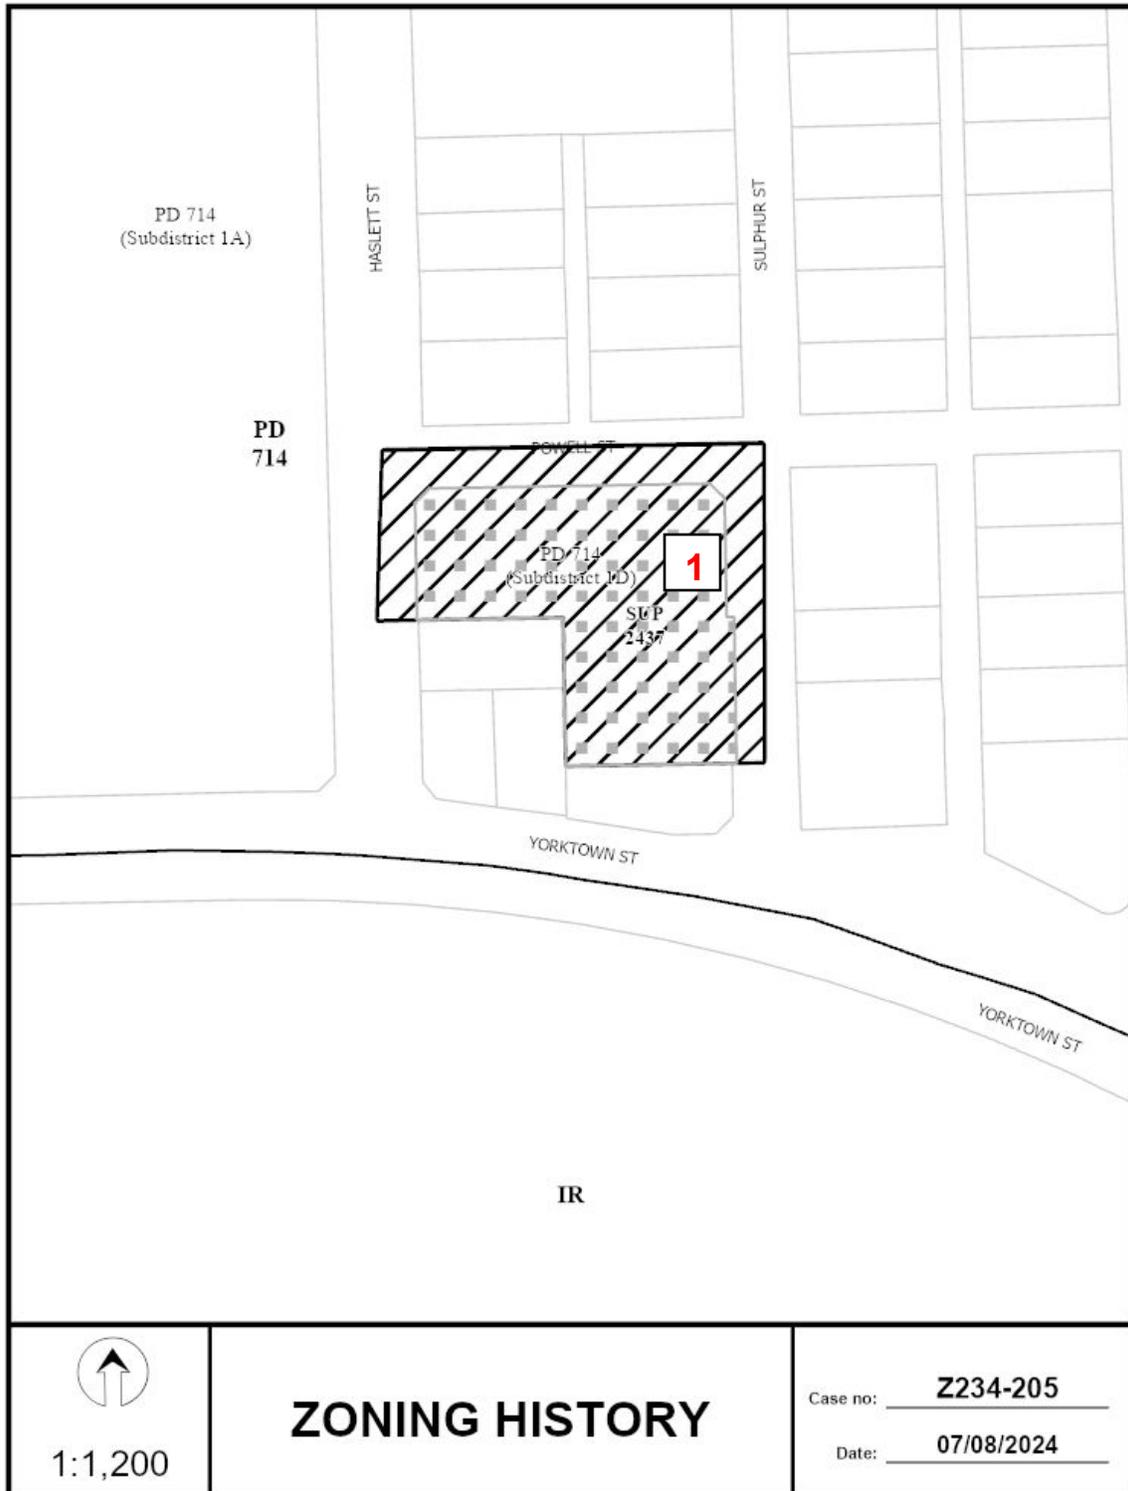 PD 714
(Subdistrict 1A)
HASLETT ST
SULPHUR ST
PD
714
POWELL ST
PD 714
(Subdistrict 1D)
1
SUP
2437
YORKTOWN ST
YORKTOWN ST
IR
1:1,200
ZONING HISTORY
Case no: Z234-205
Date: 07/08/2024